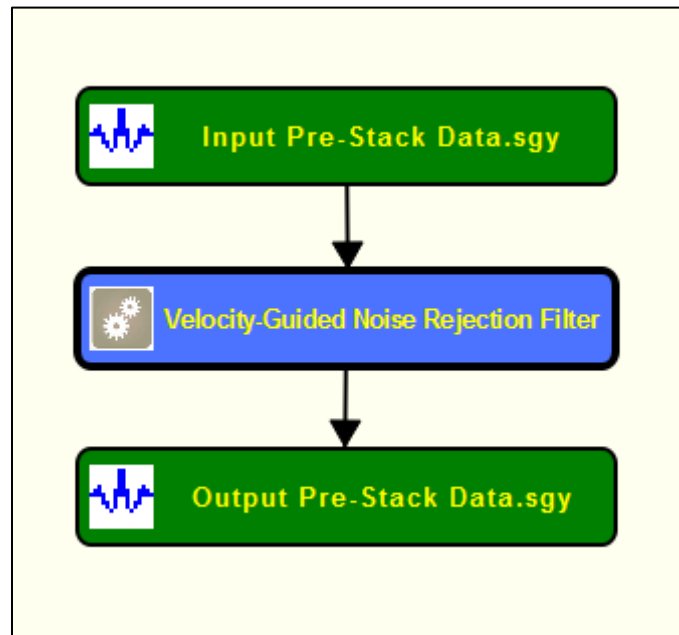 Input Pre-Stack Data.sgy
Velocity-Guided Noise Rejection Filter
Output Pre-Stack Data.sgy